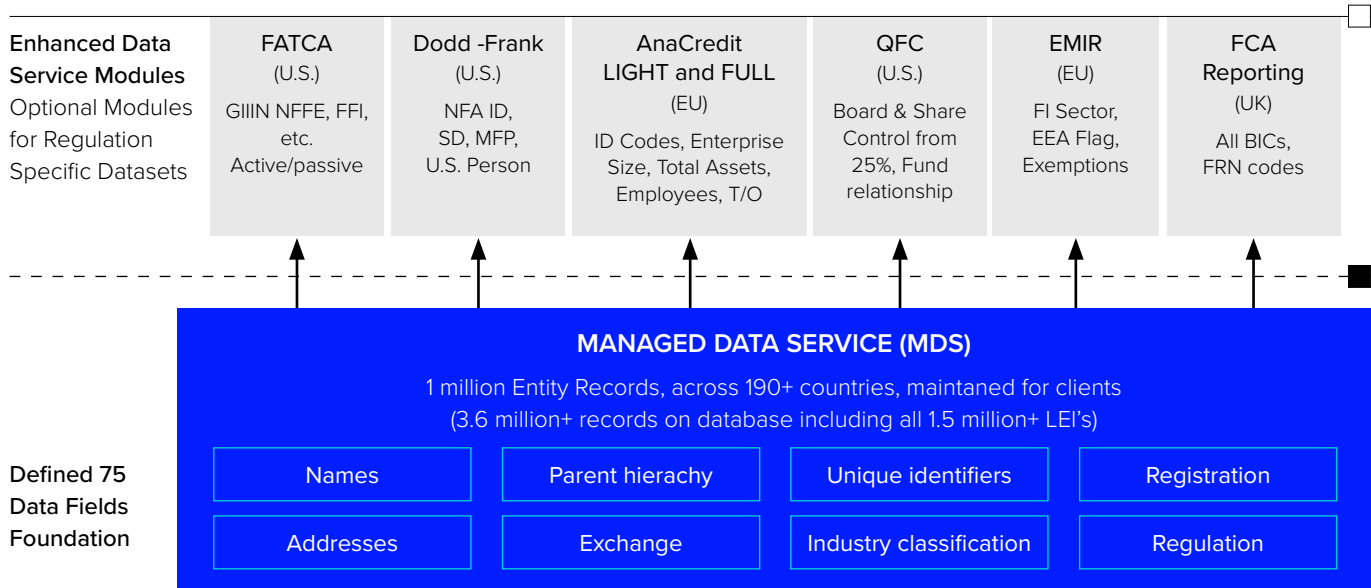 Enhanced Data
Service Modules
Optional Modules
for Regulation
Specific Datasets
FATCA
(U.S.)
GIIIN NFFE, FFI,
etc.
Active/passive
Dodd -Frank
(U.S.)
NFA ID,
SD, MFP,
U.S. Person
AnaCredit
LIGHT and FULL
(EU)
ID Codes, Enterprise
Size, Total Assets,
Employees, T/O
QFC
(U.S.)
Board & Share
Control from
25%, Fund
relationship
EMIR
(EU)
FI Sector,
EEA Flag,
Exemptions
FCA
Reporting
(UK)
All BICs,
FRN codes
MANAGED DATA SERVICE (MDS)
1 million Entity Records, across 190+ countries, maintaned for clients
(3.6 million+ records on database including all 1.5 million+ LEI’s)
Defined 75
Data Fields
Foundation
Names
Parent hierachy
Unique identifiers
Registration
Addresses
Exchange
Industry classification
Regulation